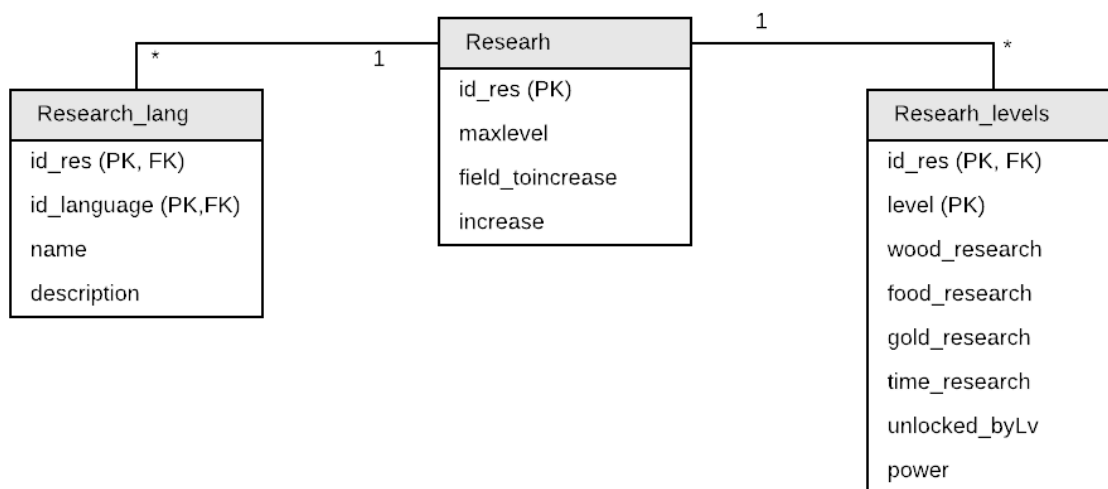 1
*
1
*
Researh
id_res (PK)
maxlevel
field_toincrease
increase
Research_lang
id_res (PK, FK)
id_language (PK,FK)
name
description
Researh_levels
id_res (PK, FK)
level (PK)
wood_research
food_research
gold_research
time_research
unlocked_byLv
power